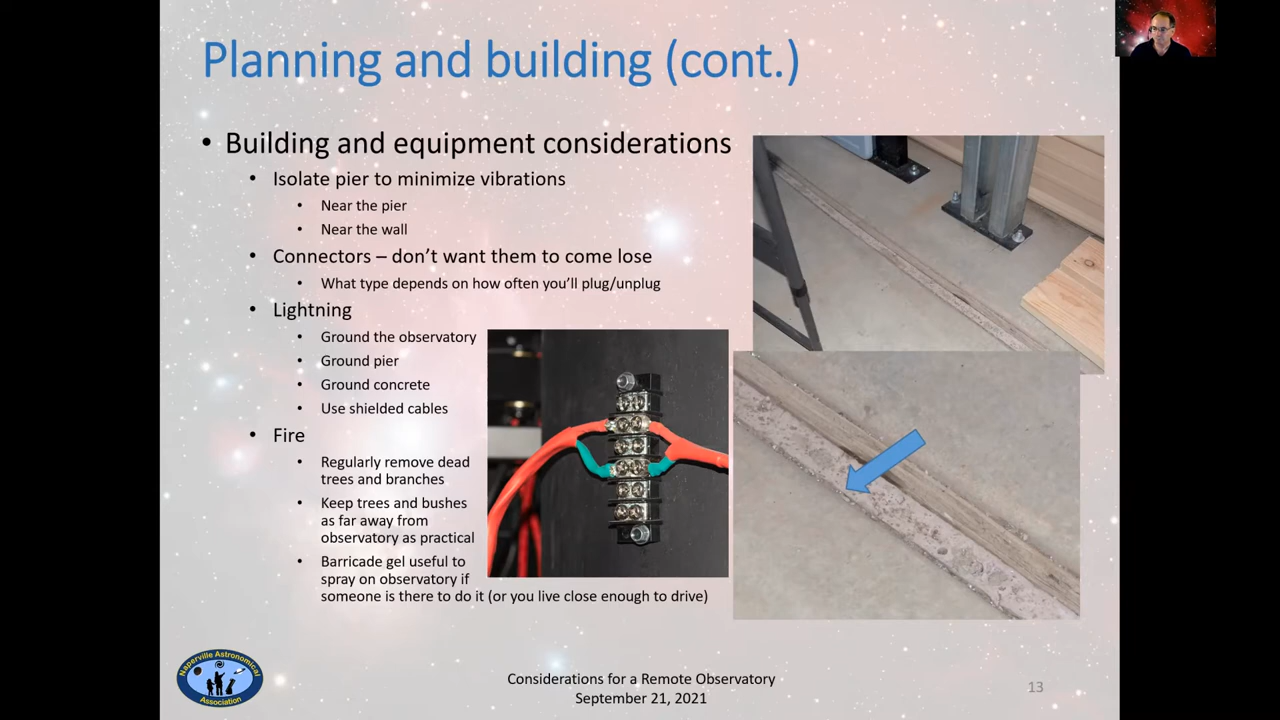 Planning and building (cont.)
• Building and equipment considerations
• Isolate pier to minimize vibrations
• Near the pier
• Near the wall
• Connectors – don’t want them to come lose
• What type depends on how often you’ll plug/unplug
• Lightning
• Ground the observatory
• Ground pier
• Ground concrete
• Use shielded cables
• Fire
• Regularly remove dead
trees and branches
• Keep trees and bushes
as far away from
observatory as practical
• Barricade gel useful to
spray on observatory if
someone is there to do it (or you live close enough to drive)
Naperville Astronomical
Association
Considerations for a Remote Observatory
September 21, 2021
13